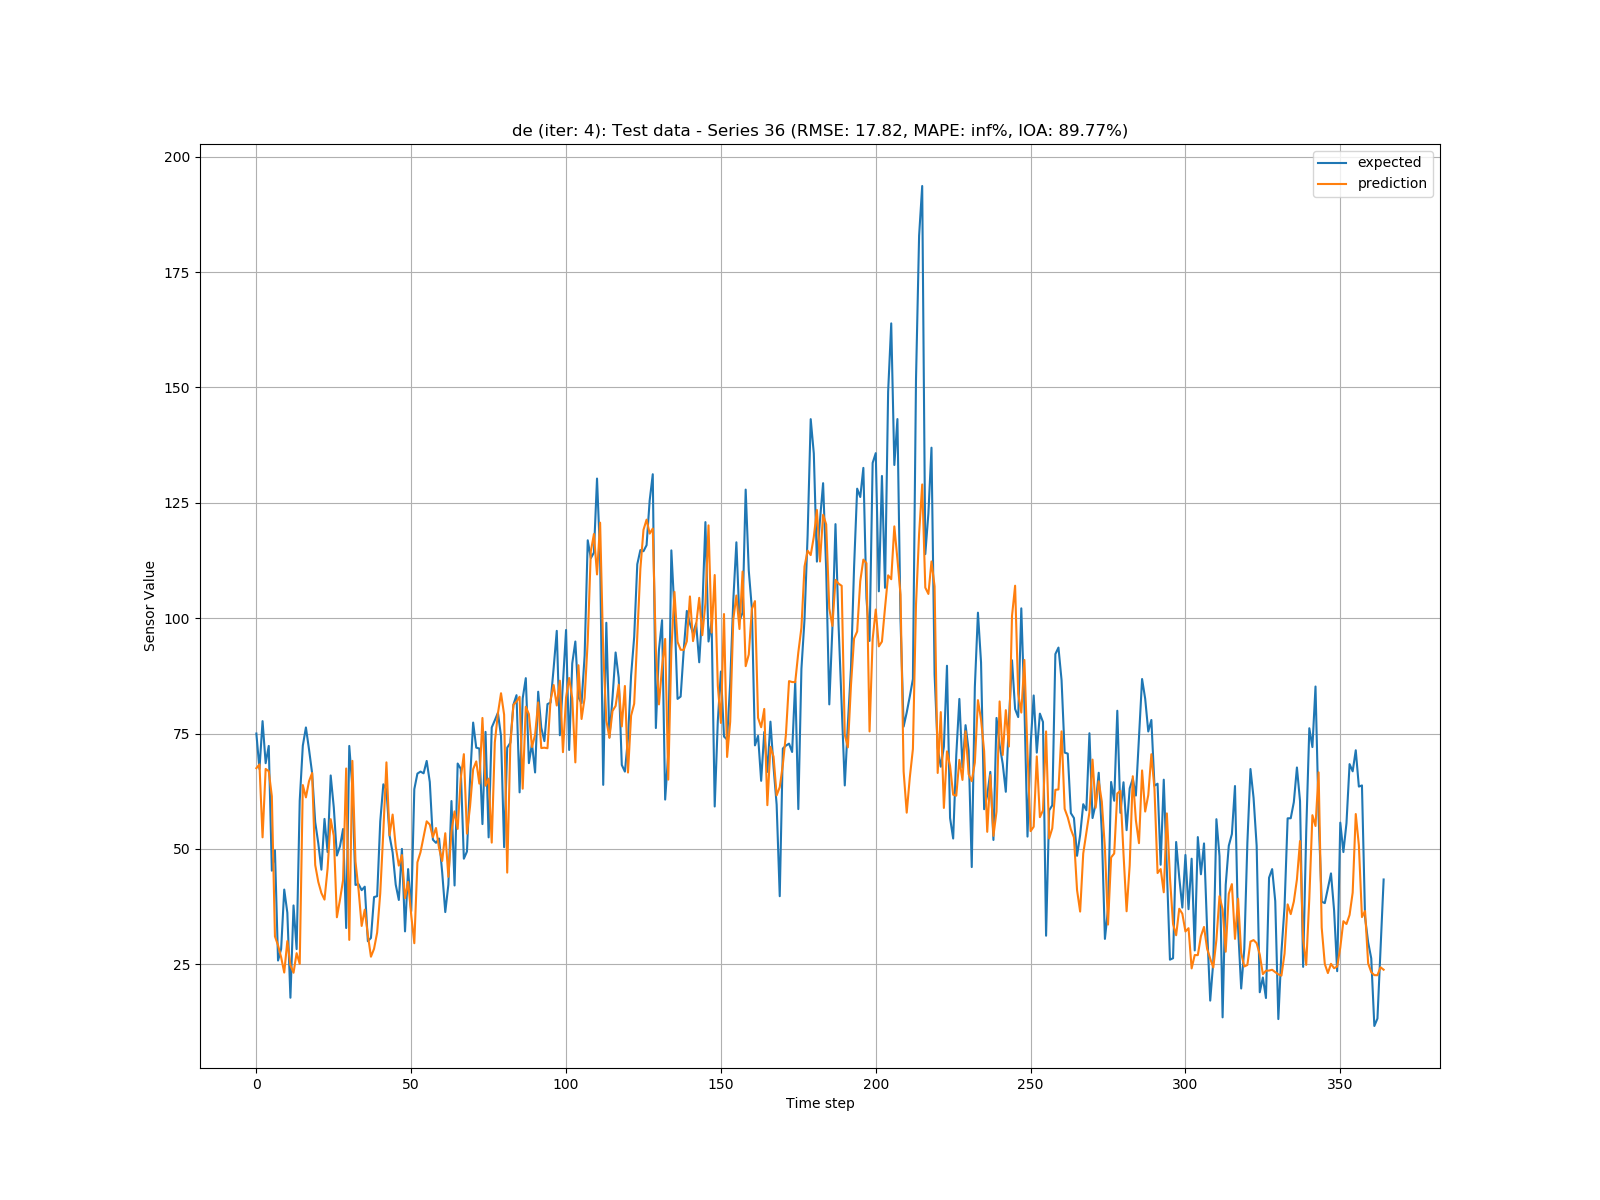 de (iter: 4): Test data - Series 36 (RMSE: 17.82, MAPE: inf%, IOA: 89.77%)
expected
prediction
200
175
150
125
100
75
50
25
Sensor Value
0 50 100 150 200 250 300 350
Time step